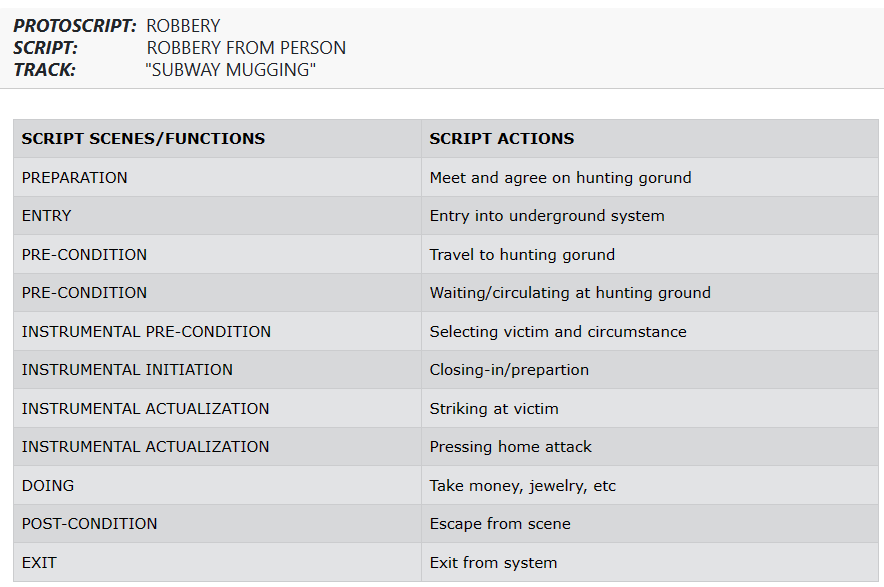 PROTOSCRIPT: ROBBERY
SCRIPT: ROBBERY FROM PERSON
TRACK: "SUBWAY MUGGING"
SCRIPT SCENES/FUNCTIONS SCRIPT ACTIONS
PREPARATION Meet and agree on hunting gorund
ENTRY Entry into underground system
PRE-CONDITION Travel to hunting gorund
PRE-CONDITION Waiting/circulating at hunting ground
INSTRUMENTAL PRE-CONDITION Selecting victim and circumstance
INSTRUMENTAL INITIATION Closing-in/prepartion
INSTRUMENTAL ACTUALIZATION Striking at victim
INSTRUMENTAL ACTUALIZATION Pressing home attack
DOING Take money, jewelry, etc
POST-CONDITION Escape from scene
EXIT Exit from system